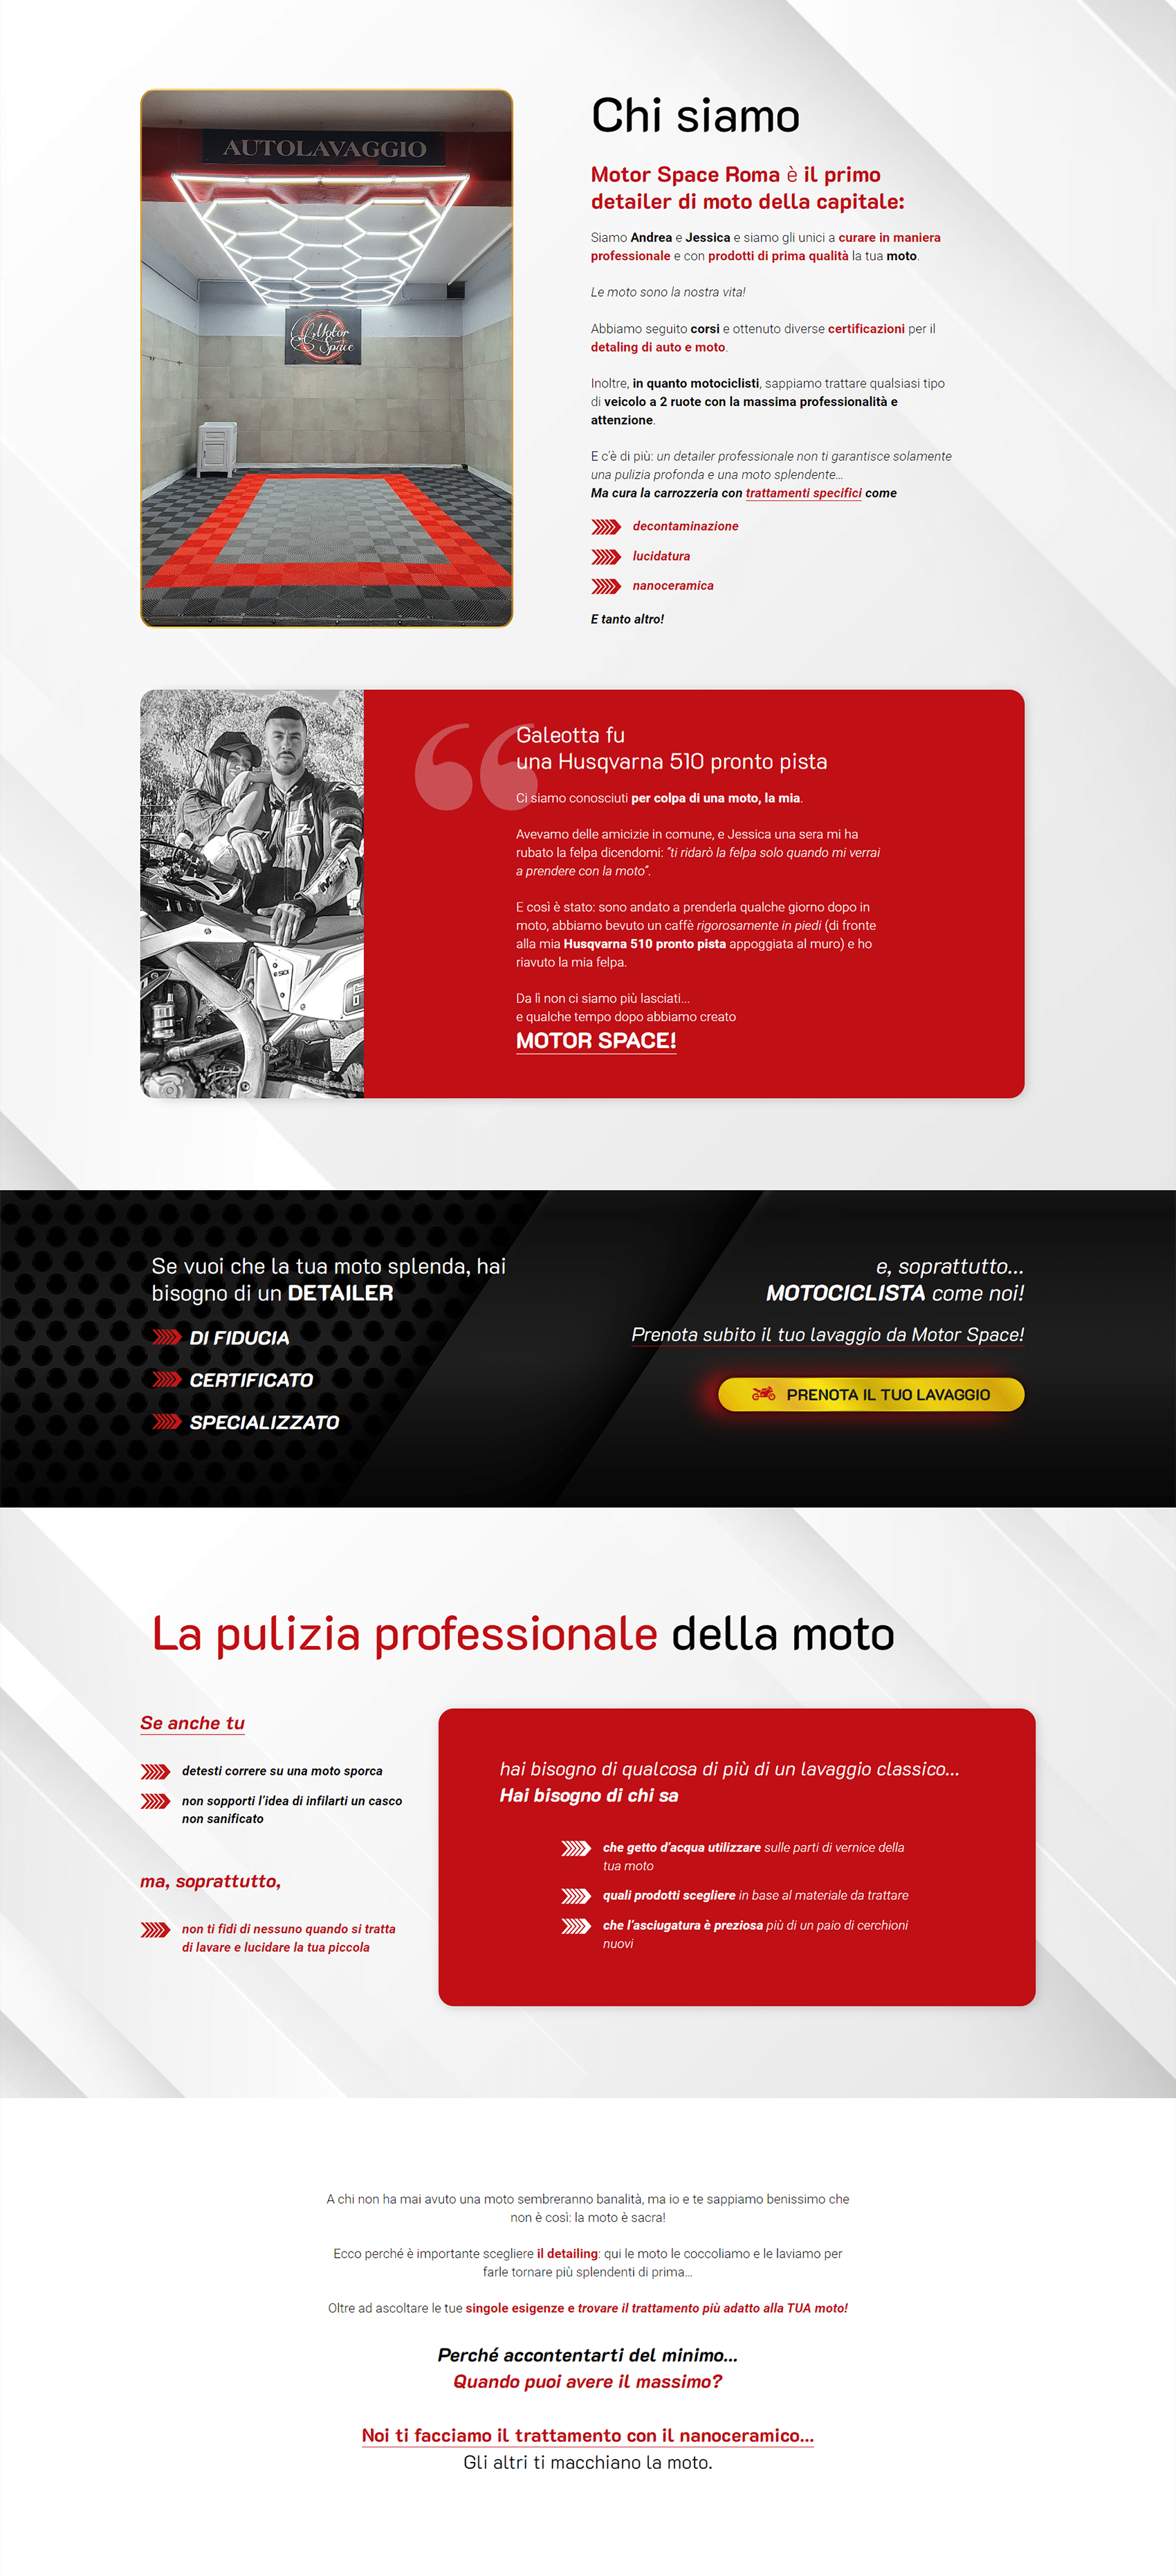 AUTOLAVAGGIO
Motor
Space
Chi siamo
Motor Space Roma è il primo
detailer di moto della capitale:
Siamo Andrea e Jessica e siamo gli unici a curare in maniera
professionale e con prodotti di prima qualità la tua moto.
Le moto sono la nostra vita!
Abbiamo seguito corsi e ottenuto diverse certificazioni per il
detaling di auto e moto.
Inoltre, in quanto motociclisti, sappiamo trattare qualsiasi tipo
di veicolo a 2 ruote con la massima professionalità e
attenzione.
E c'è di più: un detailer professionale non ti garantisce solamente
una pulizia profonda e una moto splendente...
Ma cura la carrozzeria con trattamenti specifici come
decontaminazione
lucidatura
nanoceramica
E tanto altro!
Galeotta fu
una Husqvarna 510 pronto pista
Ci siamo conosciuti per colpa di una moto, la mia.
Avevamo delle amicizie in comune, e Jessica una sera mi ha
rubato la felpa dicendomi: "ti ridarò la felpa solo quando mi verrai
a prendere con la moto".
E così è stato: sono andato a prenderla qualche giorno dopo in
moto, abbiamo bevuto un caffè rigorosamente in piedi (di fronte
alla mia Husqvarna 510 pronto pista appoggiata al muro) e ho
riavuto la mia felpa.
Da lì non ci siamo più lasciati...
e qualche tempo dopo abbiamo creato
MOTOR SPACE!
Se vuoi che la tua moto splenda, hai
bisogno di un DETAILER
DI FIDUCIA
CERTIFICATO
SPECIALIZZATO
e, soprattutto...
MOTOCICLISTA come noi!
Prenota subito il tuo lavaggio da Motor Space!
PRENOTA IL TUO LAVAGGIO
La pulizia professionale della moto
Se anche tu
detesti correre su una moto sporca
non sopporti l'idea di infilarti un casco
non sanificato
ma, soprattutto,
non ti fidi di nessuno quando si tratta
di lavare e lucidare la tua piccola
hai bisogno di qualcosa di più di un lavaggio classico...
Hai bisogno di chi sa
che getto d'acqua utilizzare sulle parti di vernice della
tua moto
quali prodotti scegliere in base al materiale da trattare
che l'asciugatura è preziosa più di un paio di cerchioni
nuovi
A chi non ha mai avuto una moto sembreranno banalità, ma io e te sappiamo benissimo che
non è così: la moto è sacra!
Ecco perché è importante scegliere il detailing: qui le moto le coccoliamo e le laviamo per
farle tornare più splendenti di prima...
Oltre ad ascoltare le tue singole esigenze e trovare il trattamento più adatto alla TUA moto!
Perché accontentarti del minimo...
Quando puoi avere il massimo?
Noi ti facciamo il trattamento con il nanoceramico...
Gli altri ti macchiano la moto.